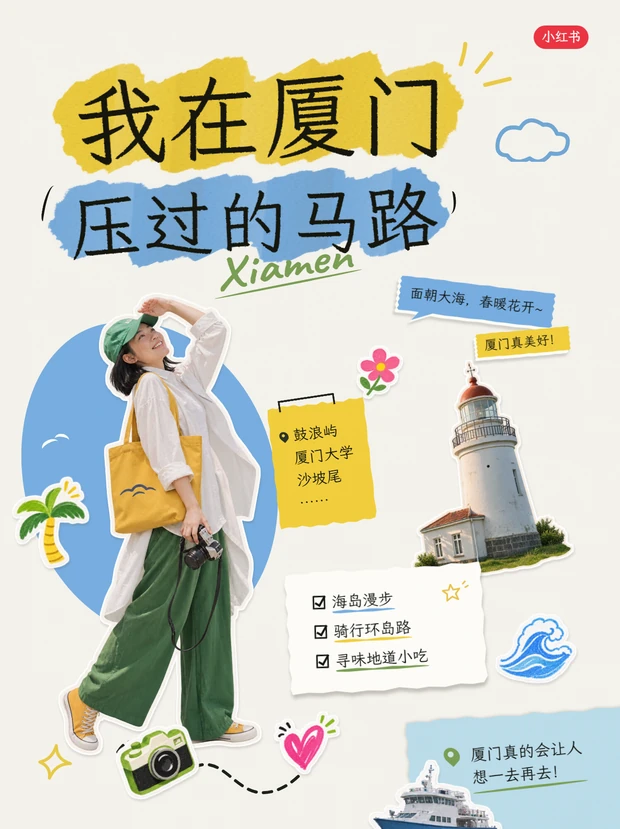 小红书
我在厦门
压过的马路
Xiamen
面朝大海，春暖花开~
厦门真美好！
鼓浪屿
厦门大学
沙坡尾
……
海岛漫步
骑行环岛路
寻味地道小吃
厦门真的会让人
想一去再去！